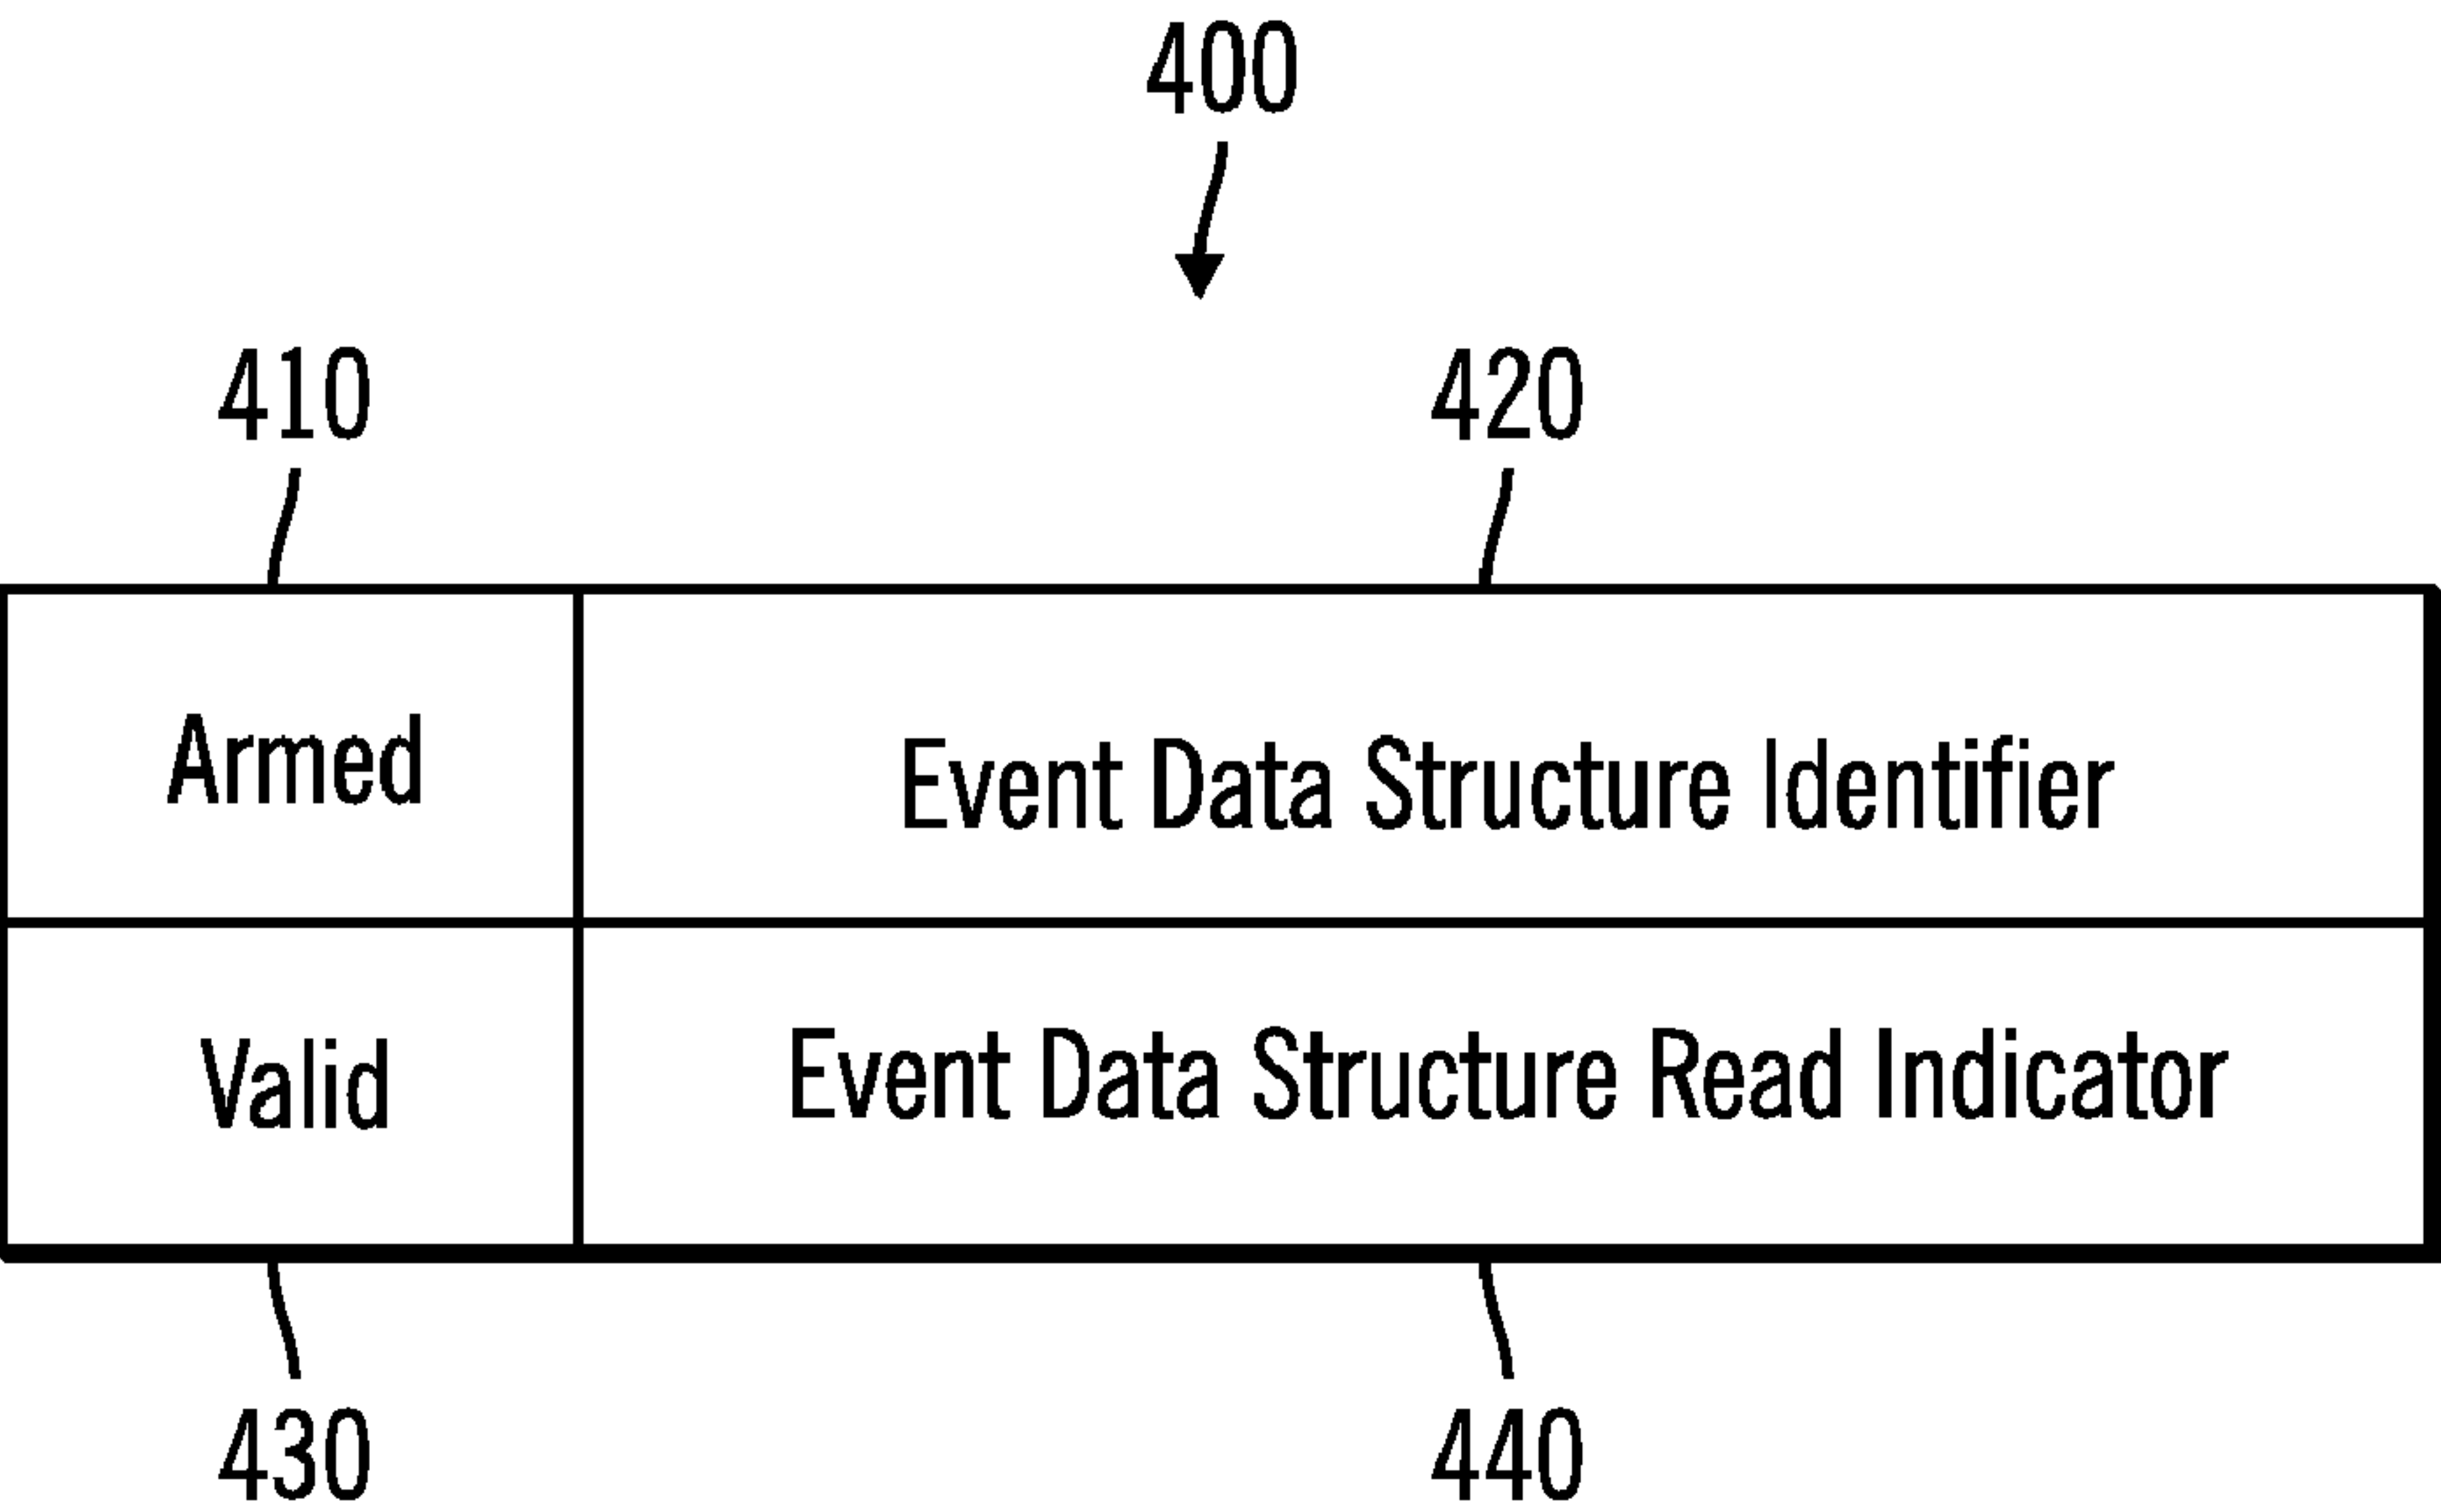 400
410
420
Armed
Event Data Structure Identifier
Valid
Event Data Structure Read Indicator
430
440